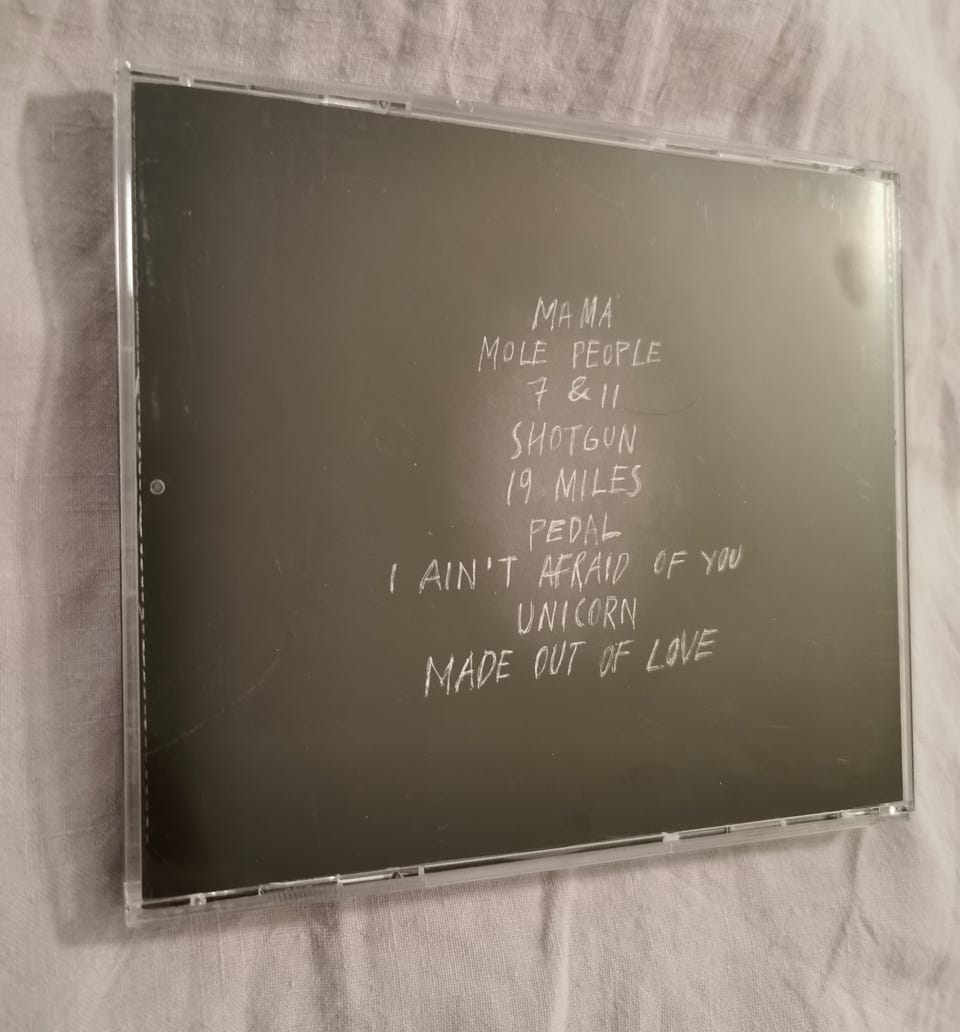 MAMA
MOLE PEOPLE
7 & 11
SHOTGUN
19 MILES
PEDAL
I AIN'T AFRAID OF YOU
UNICORN
MADE OUT OF LOVE